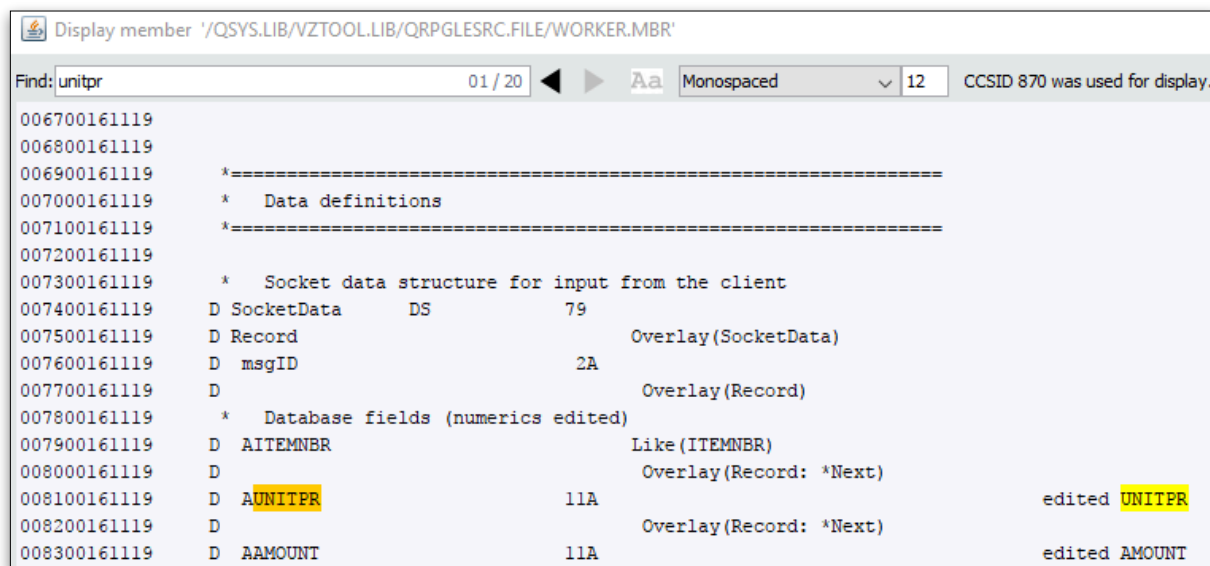 Display member '/QSYS.LIB/VZTOOL.LIB/QRPGLESRC.FILE/WORKER.MBR'
Find: unitpr 01 / 20 Aa Monospaced 12 CCSID 870 was used for display.
006700161119
006800161119
006900161119 *================================================================
007000161119 * Data definitions
007100161119 *================================================================
007200161119
007300161119 * Socket data structure for input from the client
007400161119 D SocketData DS 79
007500161119 D Record Overlay(SocketData)
007600161119 D msgID 2A
007700161119 D Overlay(Record)
007800161119 * Database fields (numerics edited)
007900161119 D AITEMNBR Like(ITEMNBR)
008000161119 D Overlay(Record: *Next)
008100161119 D AUNITPR 11A edited UNITPR
008200161119 D Overlay(Record: *Next)
008300161119 D AAMOUNT 11A edited AMOUNT